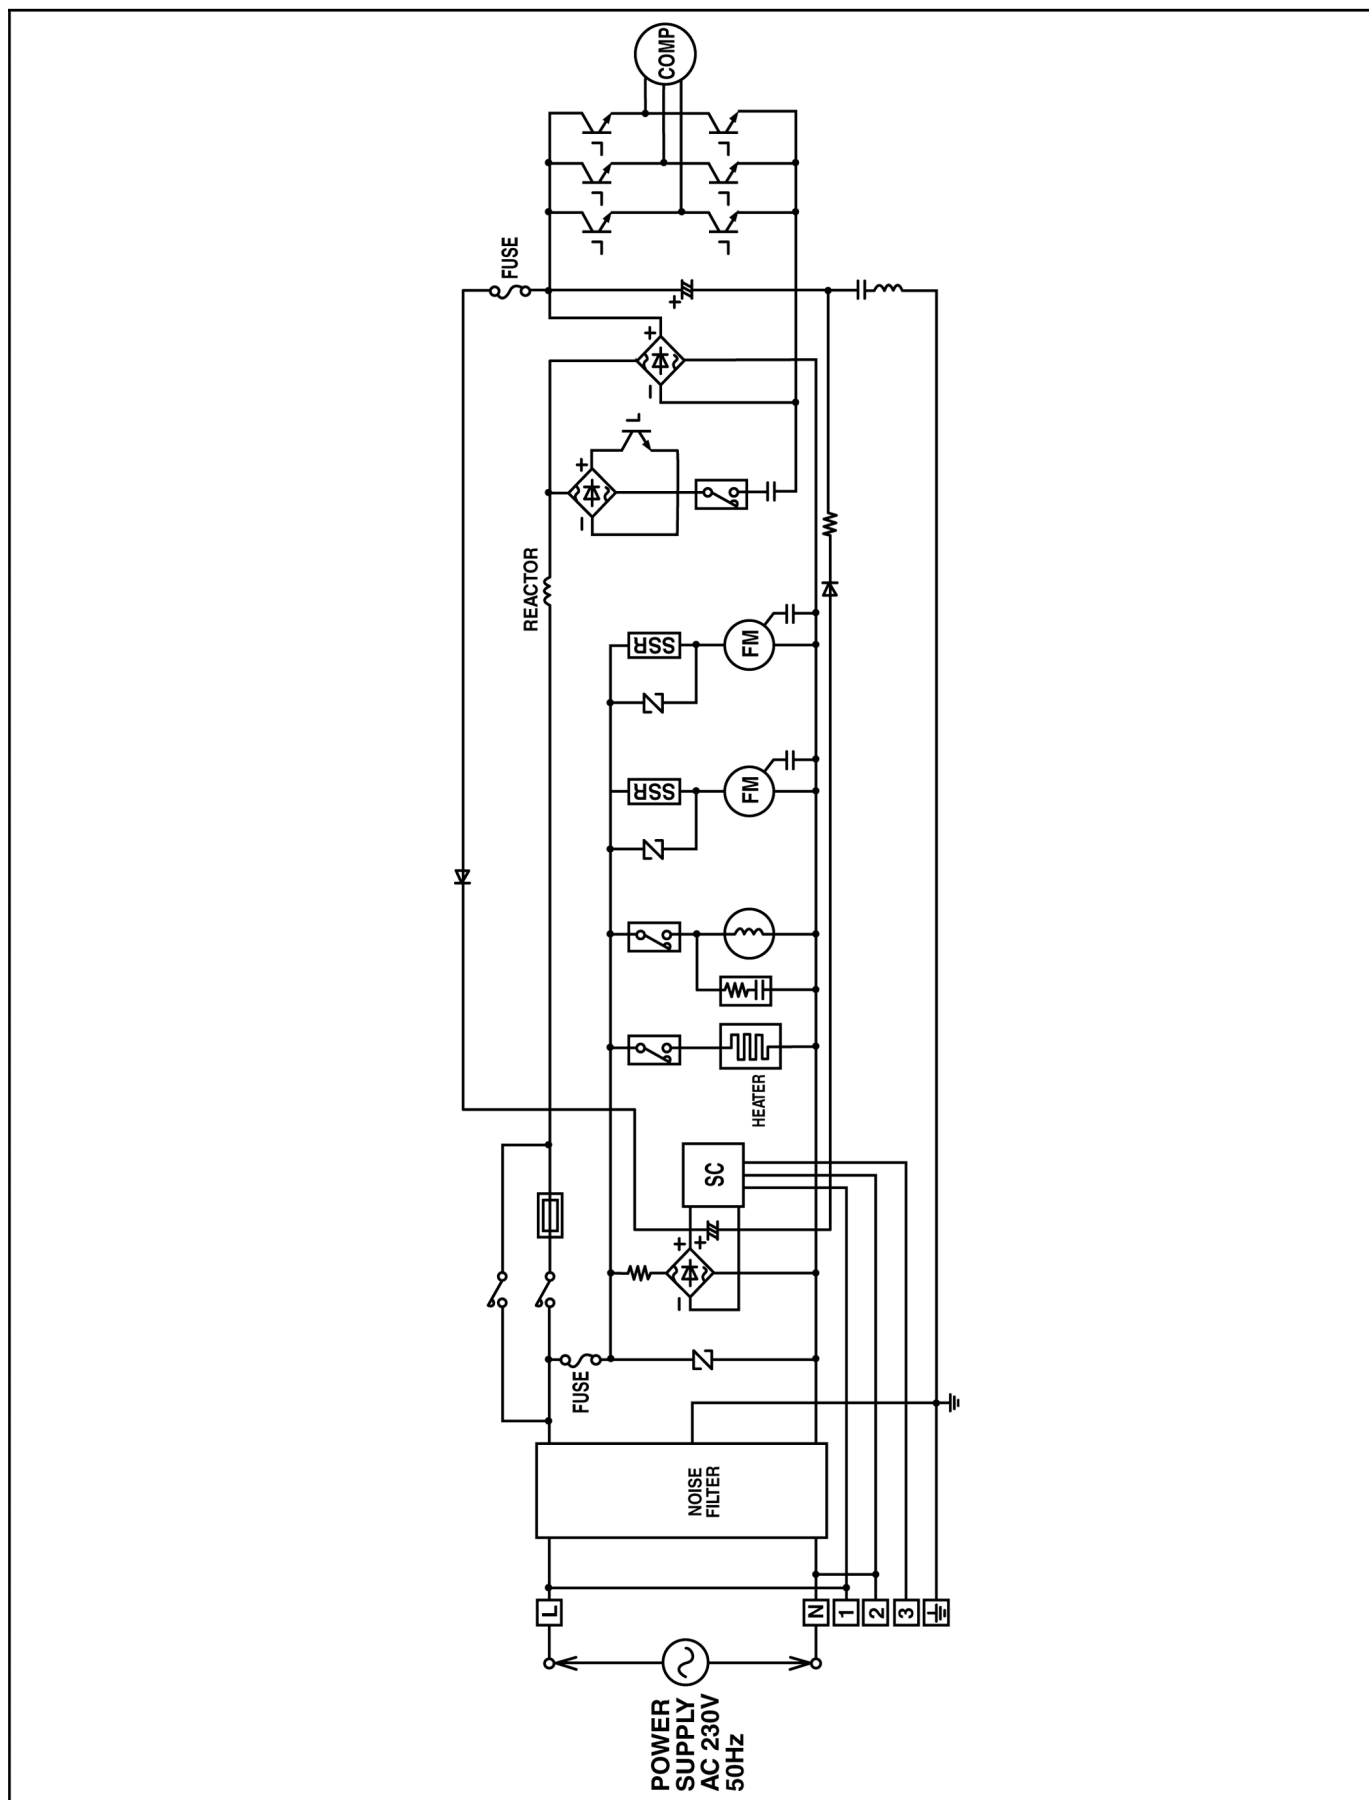 COMP
FUSE
+
+
−
L
+
−
REACTOR
SSR
FM
SSR
FM
HEATER
SC
+
+
−
FUSE
NOISE
FILTER
L
N
1
2
3
POWER
SUPPLY
AC 230V
50Hz